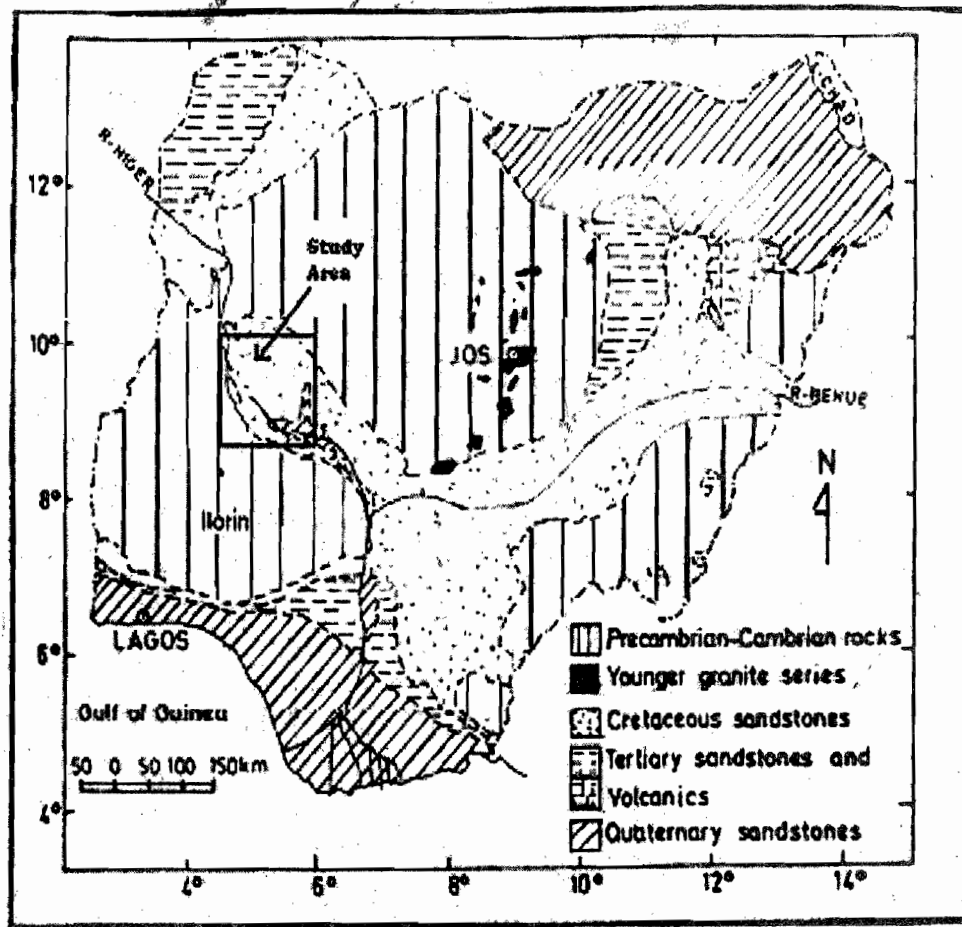 CHAD
R-NIGER
12°
Study
Area
10°
JOS
R-BENUE
N
8°
Ilorin
LAGOS
6°
Precambrian-Cambrian rocks
Younger granite series
Gulf of Guinea
Cretaceous sandstones
50 0 50 100 150km
Tertiary sandstones and
Volcanics
4°
Quaternary sandstones
4° 6° 8° 10° 12° 14°